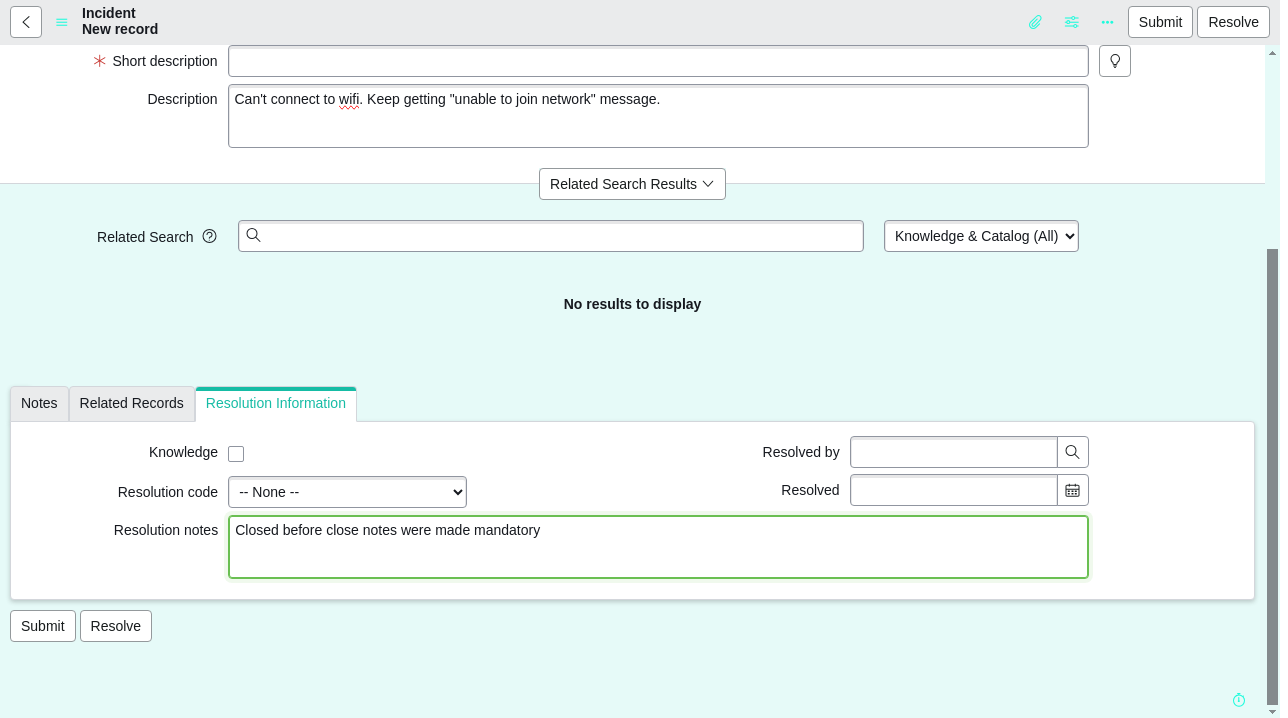 Incident
New record
Submit
Resolve
Short description
Description
Can't connect to wifi. Keep getting "unable to join network" message.
Related Search Results
Related Search
Knowledge & Catalog (All)
No results to display
Notes
Related Records
Resolution Information
Knowledge
Resolved by
Resolution code
-- None --
Resolved
Resolution notes
Closed before close notes were made mandatory
Submit
Resolve